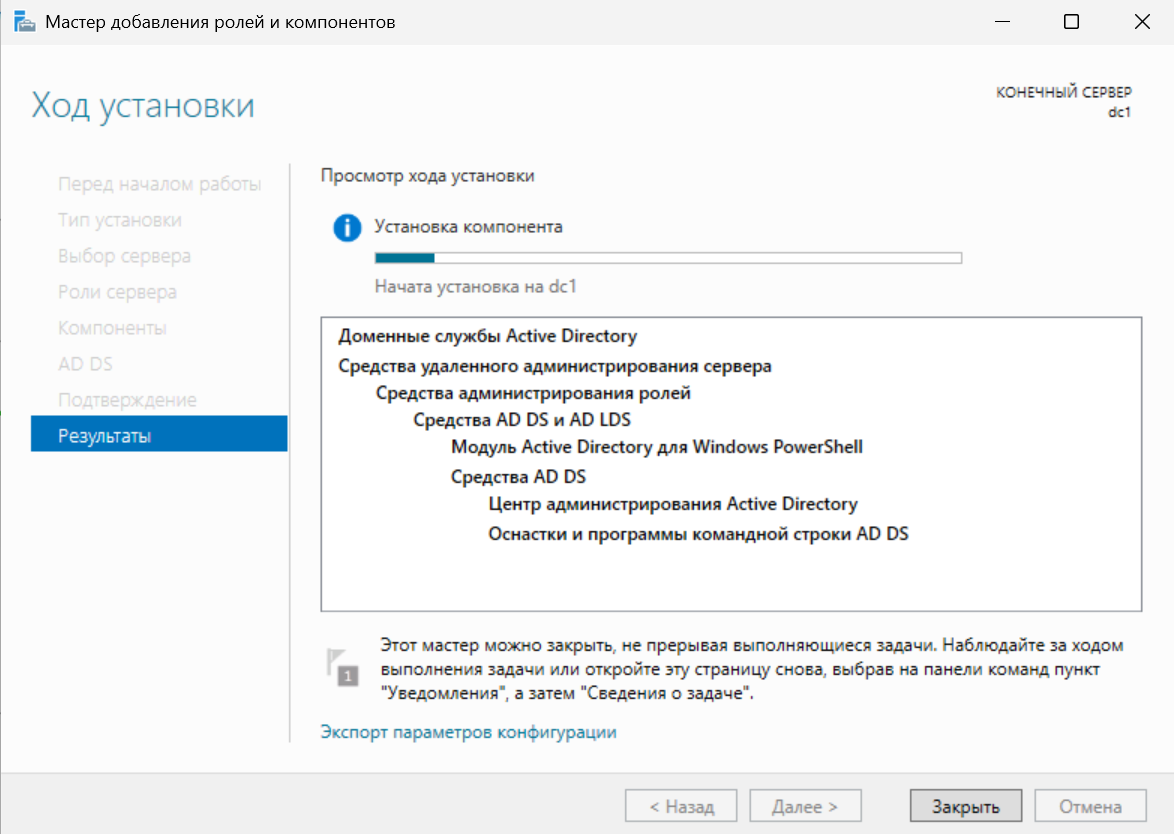 Мастер добавления ролей и компонентов
Ход установки
КОНЕЧНЫЙ СЕРВЕР
dc1
Перед началом работы
Тип установки
Выбор сервера
Роли сервера
Компоненты
AD DS
Подтверждение
Результаты
Просмотр хода установки
Установка компонента
Начата установка на dc1
Доменные службы Active Directory
Средства удаленного администрирования сервера
Средства администрирования ролей
Средства AD DS и AD LDS
Модуль Active Directory для Windows PowerShell
Средства AD DS
Центр администрирования Active Directory
Оснастки и программы командной строки AD DS
1
Этот мастер можно закрыть, не прерывая выполняющиеся задачи. Наблюдайте за ходом
выполнения задачи или откройте эту страницу снова, выбрав на панели команд пункт
"Уведомления", а затем "Сведения о задаче".
Экспорт параметров конфигурации
< Назад
Далее >
Закрыть
Отмена